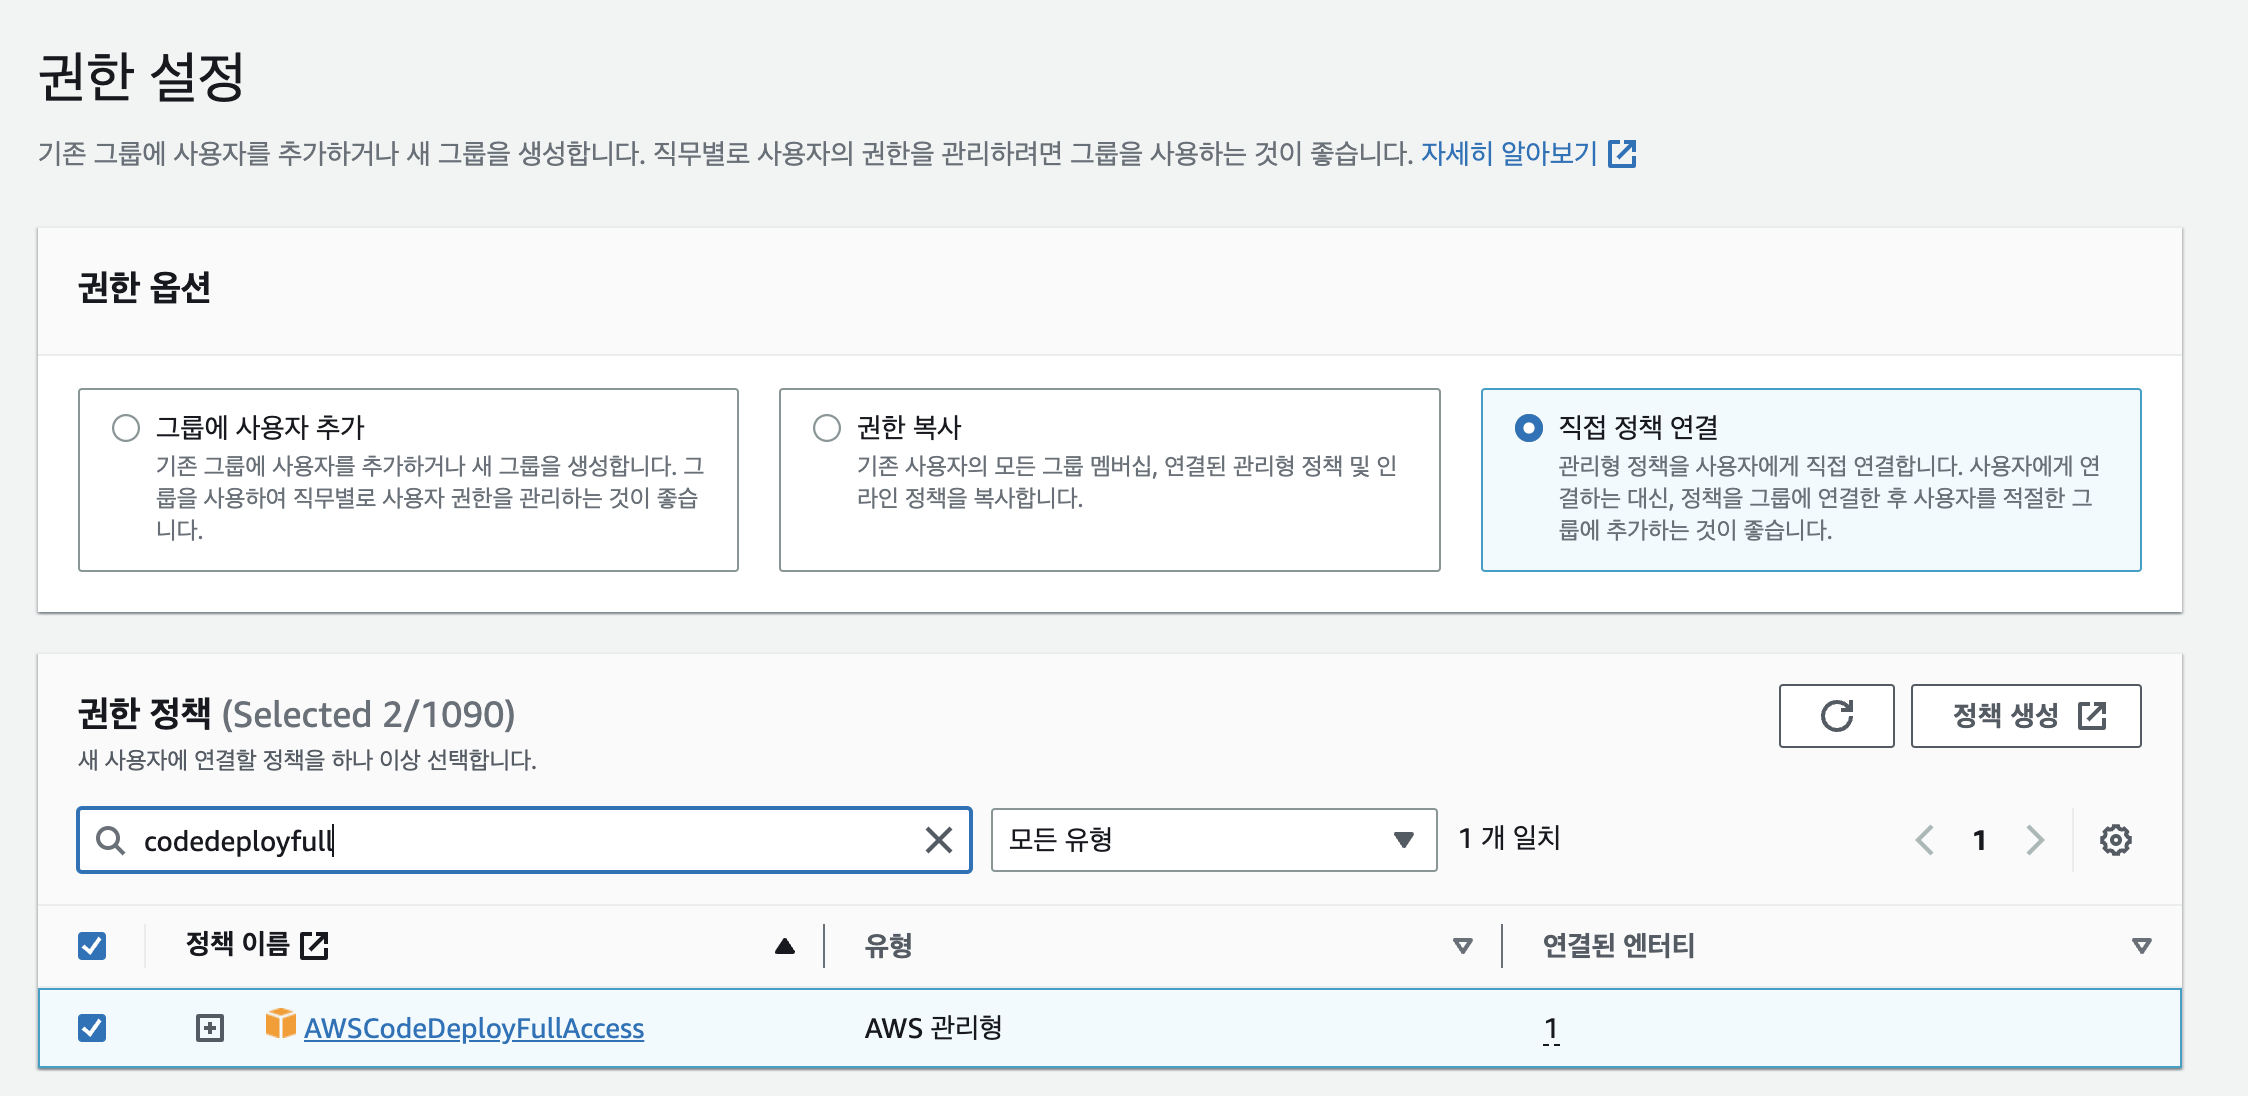 권한 설정
기존 그룹에 사용자를 추가하거나 새 그룹을 생성합니다. 직무별로 사용자의 권한을 관리하려면 그룹을 사용하는 것이 좋습니다. 자세히 알아보기
권한 옵션
그룹에 사용자 추가
기존 그룹에 사용자를 추가하거나 새 그룹을 생성합니다. 그
룹을 사용하여 직무별로 사용자 권한을 관리하는 것이 좋습
니다.
권한 복사
기존 사용자의 모든 그룹 멤버십, 연결된 관리형 정책 및 인
라인 정책을 복사합니다.
직접 정책 연결
관리형 정책을 사용자에게 직접 연결합니다. 사용자에게 연
결하는 대신, 정책을 그룹에 연결한 후 사용자를 적절한 그
룹에 추가하는 것이 좋습니다.
권한 정책 (Selected 2/1090)
정책 생성
새 사용자에 연결할 정책을 하나 이상 선택합니다.
codedeployfull
모든 유형
1 개 일치
1
정책 이름
유형
연결된 엔터티
AWSCodeDeployFullAccess
AWS 관리형
1